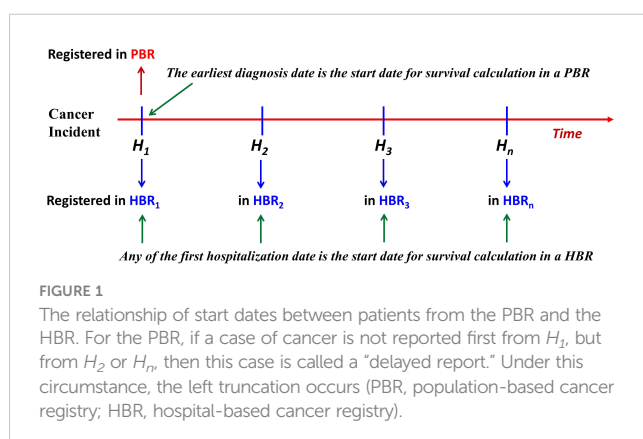 Registered in PBR
The earliest diagnosis date is the start date for survival calculation in a PBR
Cancer
Incident
Time
H1 H2 H3 Hn
Registered in HBR1 in HBR2 in HBR3 in HBRn
Any of the first hospitalization date is the start date for survival calculation in a HBR
FIGURE 1
The relationship of start dates between patients from the PBR and the
HBR. For the PBR, if a case of cancer is not reported first from H1, but
from H2 or Hn, then this case is called a “delayed report.” Under this
circumstance, the left truncation occurs (PBR, population-based cancer
registry; HBR, hospital-based cancer registry).